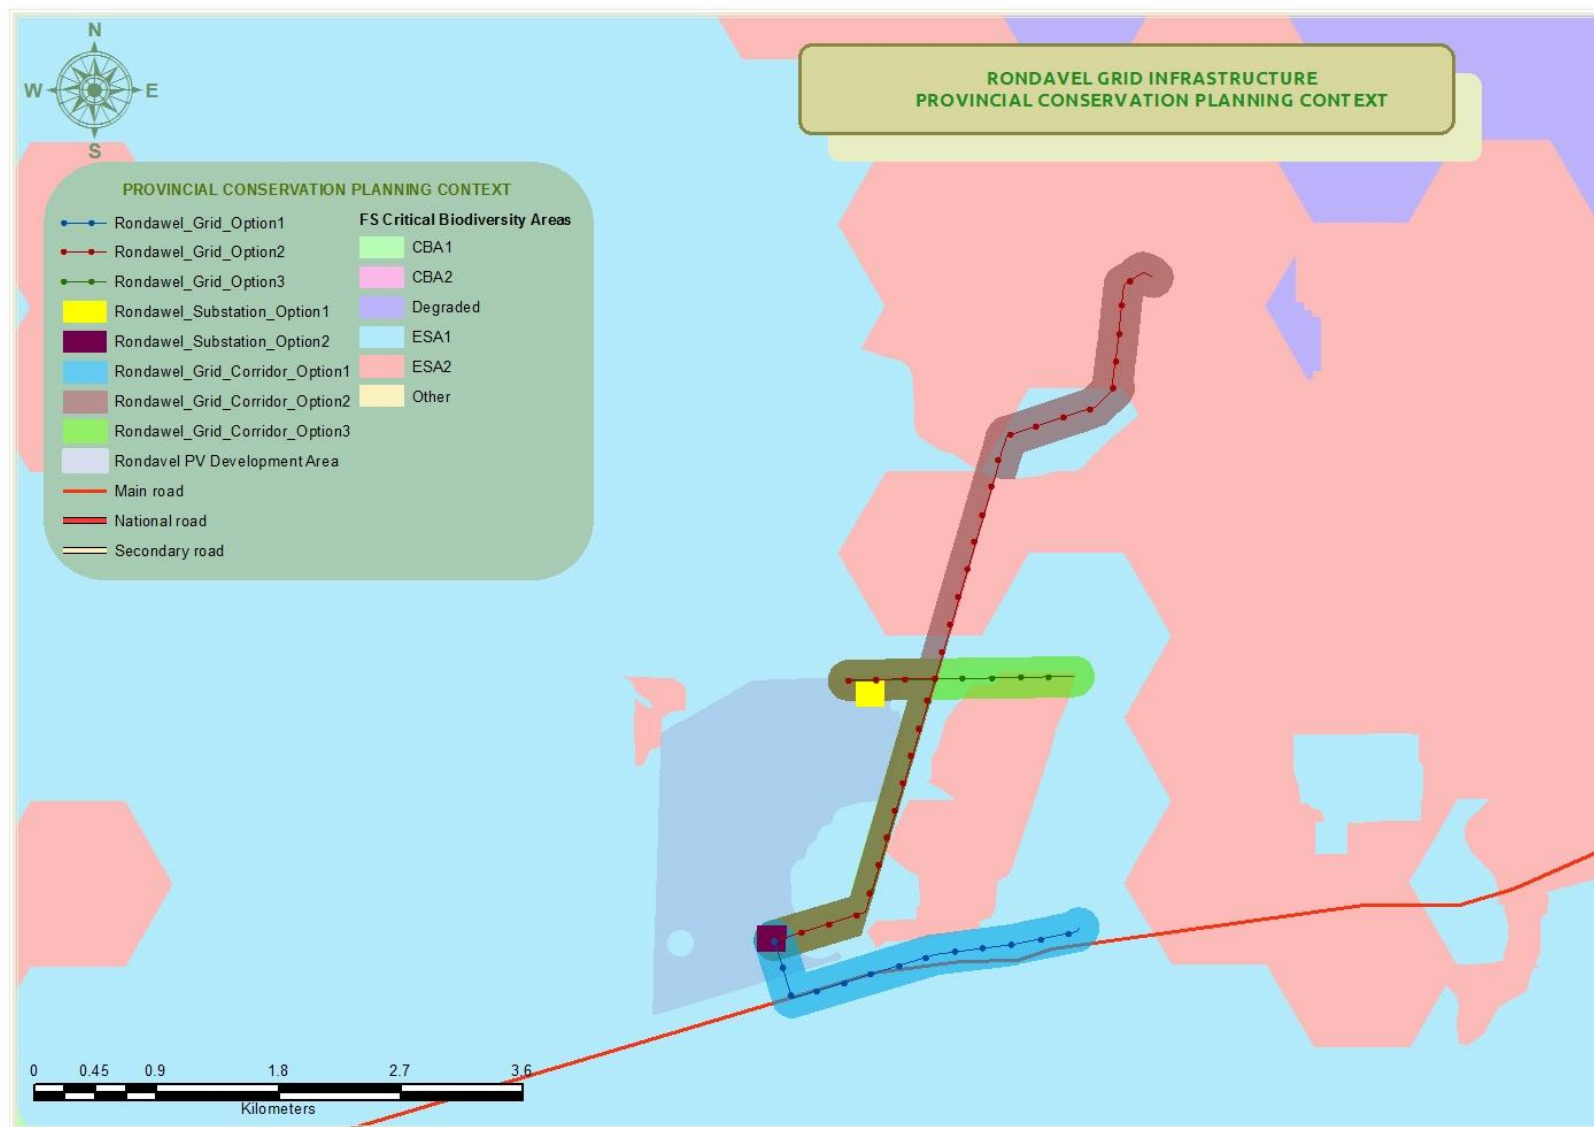 N
W E
S
RONDAVEL GRID INFRASTRUCTURE
PROVINCIAL CONSERVATION PLANNING CONTEXT
PROVINCIAL CONSERVATION PLANNING CONTEXT
Rondawel_Grid_Option1
Rondawel_Grid_Option2
Rondawel_Grid_Option3
Rondawel_Substation_Option1
Rondawel_Substation_Option2
Rondawel_Grid_Corridor_Option1
Rondawel_Grid_Corridor_Option2
Rondawel_Grid_Corridor_Option3
Rondavel PV Development Area
Main road
National road
Secondary road
FS Critical Biodiversity Areas
CBA1
CBA2
Degraded
ESA1
ESA2
Other
0 0.45 0.9 1.8 2.7 3.6
Kilometers